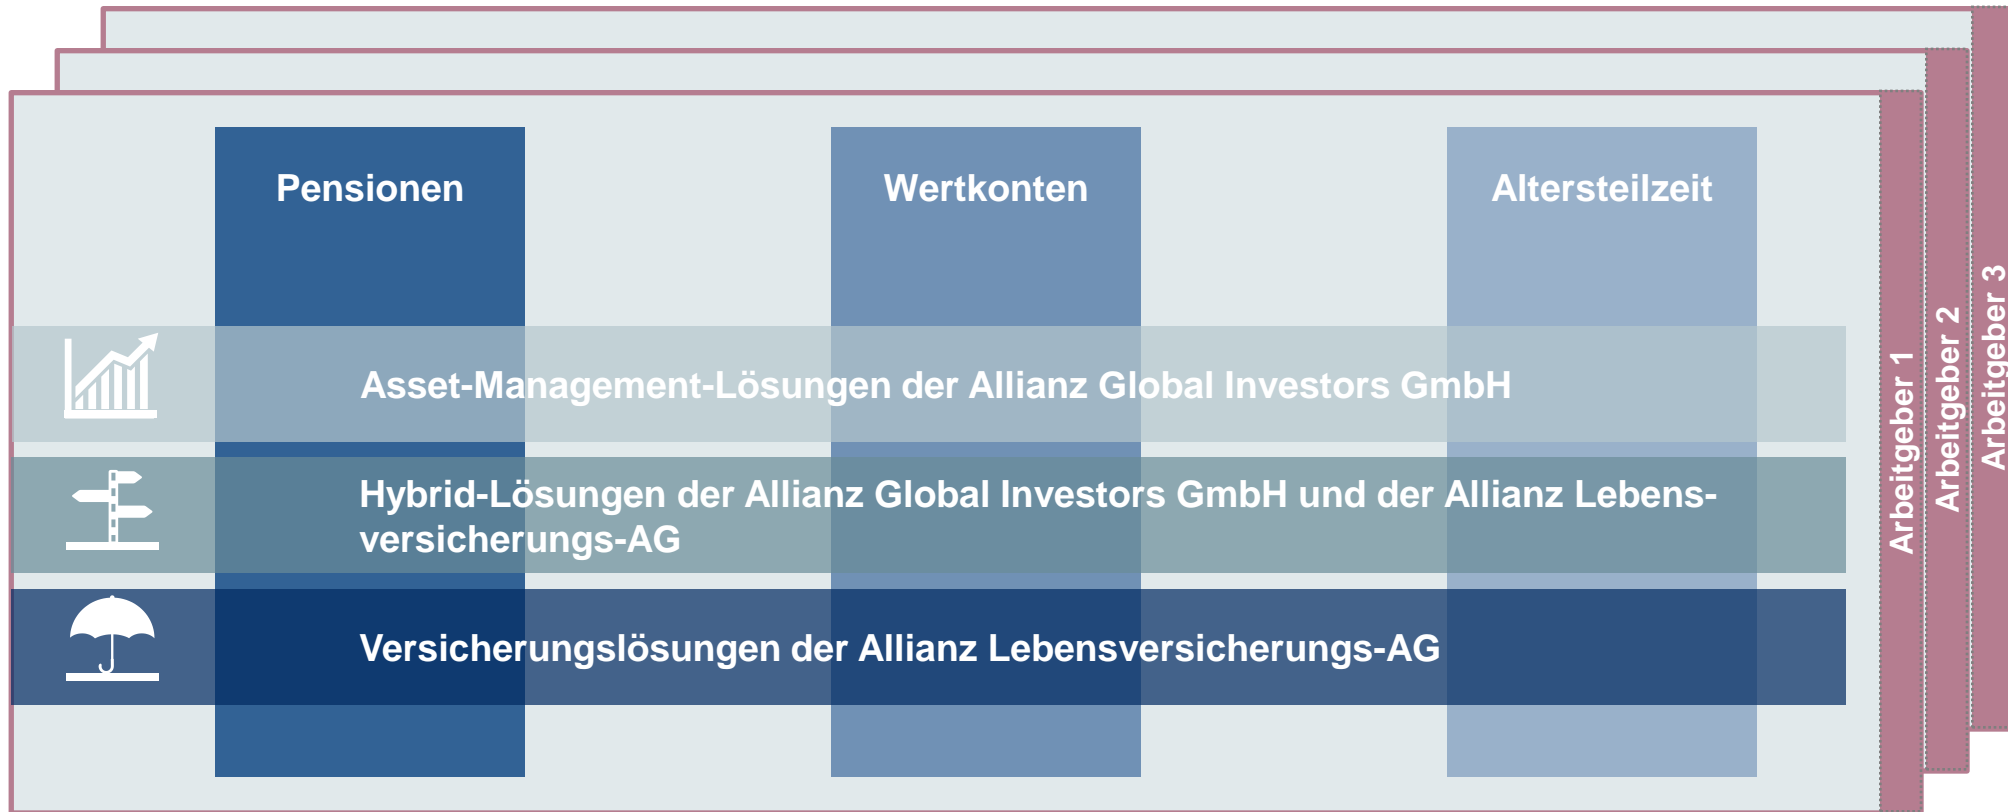 Pensionen
Wertkonten
Altersteilzeit
Asset-Management-Lösungen der Allianz Global Investors GmbH
Hybrid-Lösungen der Allianz Global Investors GmbH und der Allianz Lebens-
versicherungs-AG
Versicherungslösungen der Allianz Lebensversicherungs-AG
Arbeitgeber 1
Arbeitgeber 2
Arbeitgeber 3